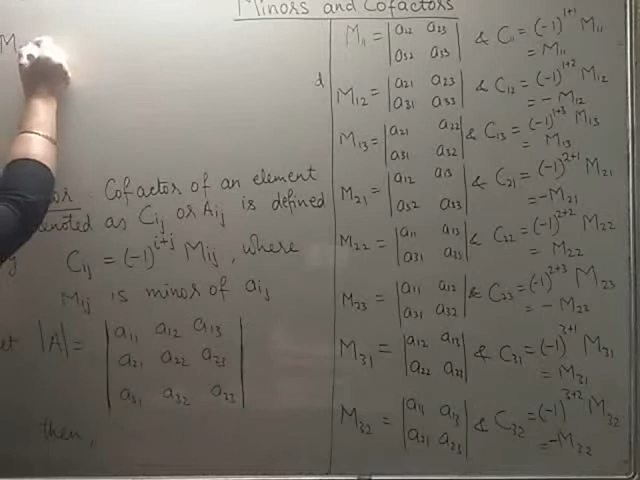 Minors and Cofactors
M
Cofactor of an element
denoted as Cij or Aij is defined
Cij = (-1)^i+j Mij, where
Mij is minor of aij
let |A| = | a11 a12 a13 |
| a21 a22 a23 |
| a31 a32 a23 |
then,
M11 = | a12 a23 | & C11 = (-1)^1+1 M11
| a32 a33 | = M11
M12 = | a21 a23 | & C12 = (-1)^1+2 M12
| a31 a33 | = -M12
M13 = | a21 a22 | & C13 = (-1)^1+3 M13
| a31 a32 | = M13
M21 = | a12 a13 | & C21 = (-1)^2+1 M21
| a32 a33 | = -M21
M22 = | a11 a13 | & C22 = (-1)^2+2 M22
| a31 a33 | = M22
M23 = | a11 a12 | & C23 = (-1)^2+3 M23
| a31 a32 | = -M23
M31 = | a12 a13 | & C31 = (-1)^3+1 M31
| a22 a23 | = M31
M32 = | a11 a13 | & C32 = (-1)^3+2 M32
| a21 a23 | = -M32